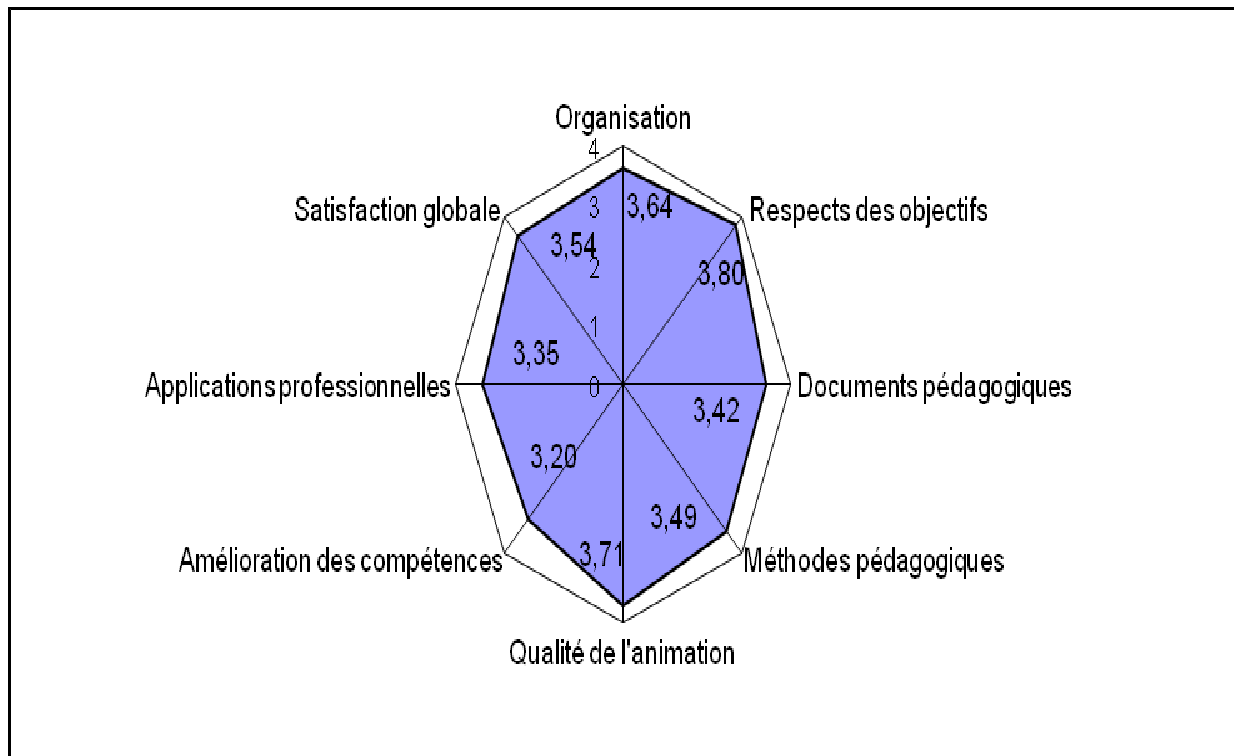 Organisation
4
Satisfaction globale
3
3,64
Respects des objectifs
3,54
2
3,80
1
3,35
Applications professionnelles
0
Documents pédagogiques
3,42
3,20
3,49
3,71
Amélioration des compétences
Méthodes pédagogiques
Qualité de l'animation